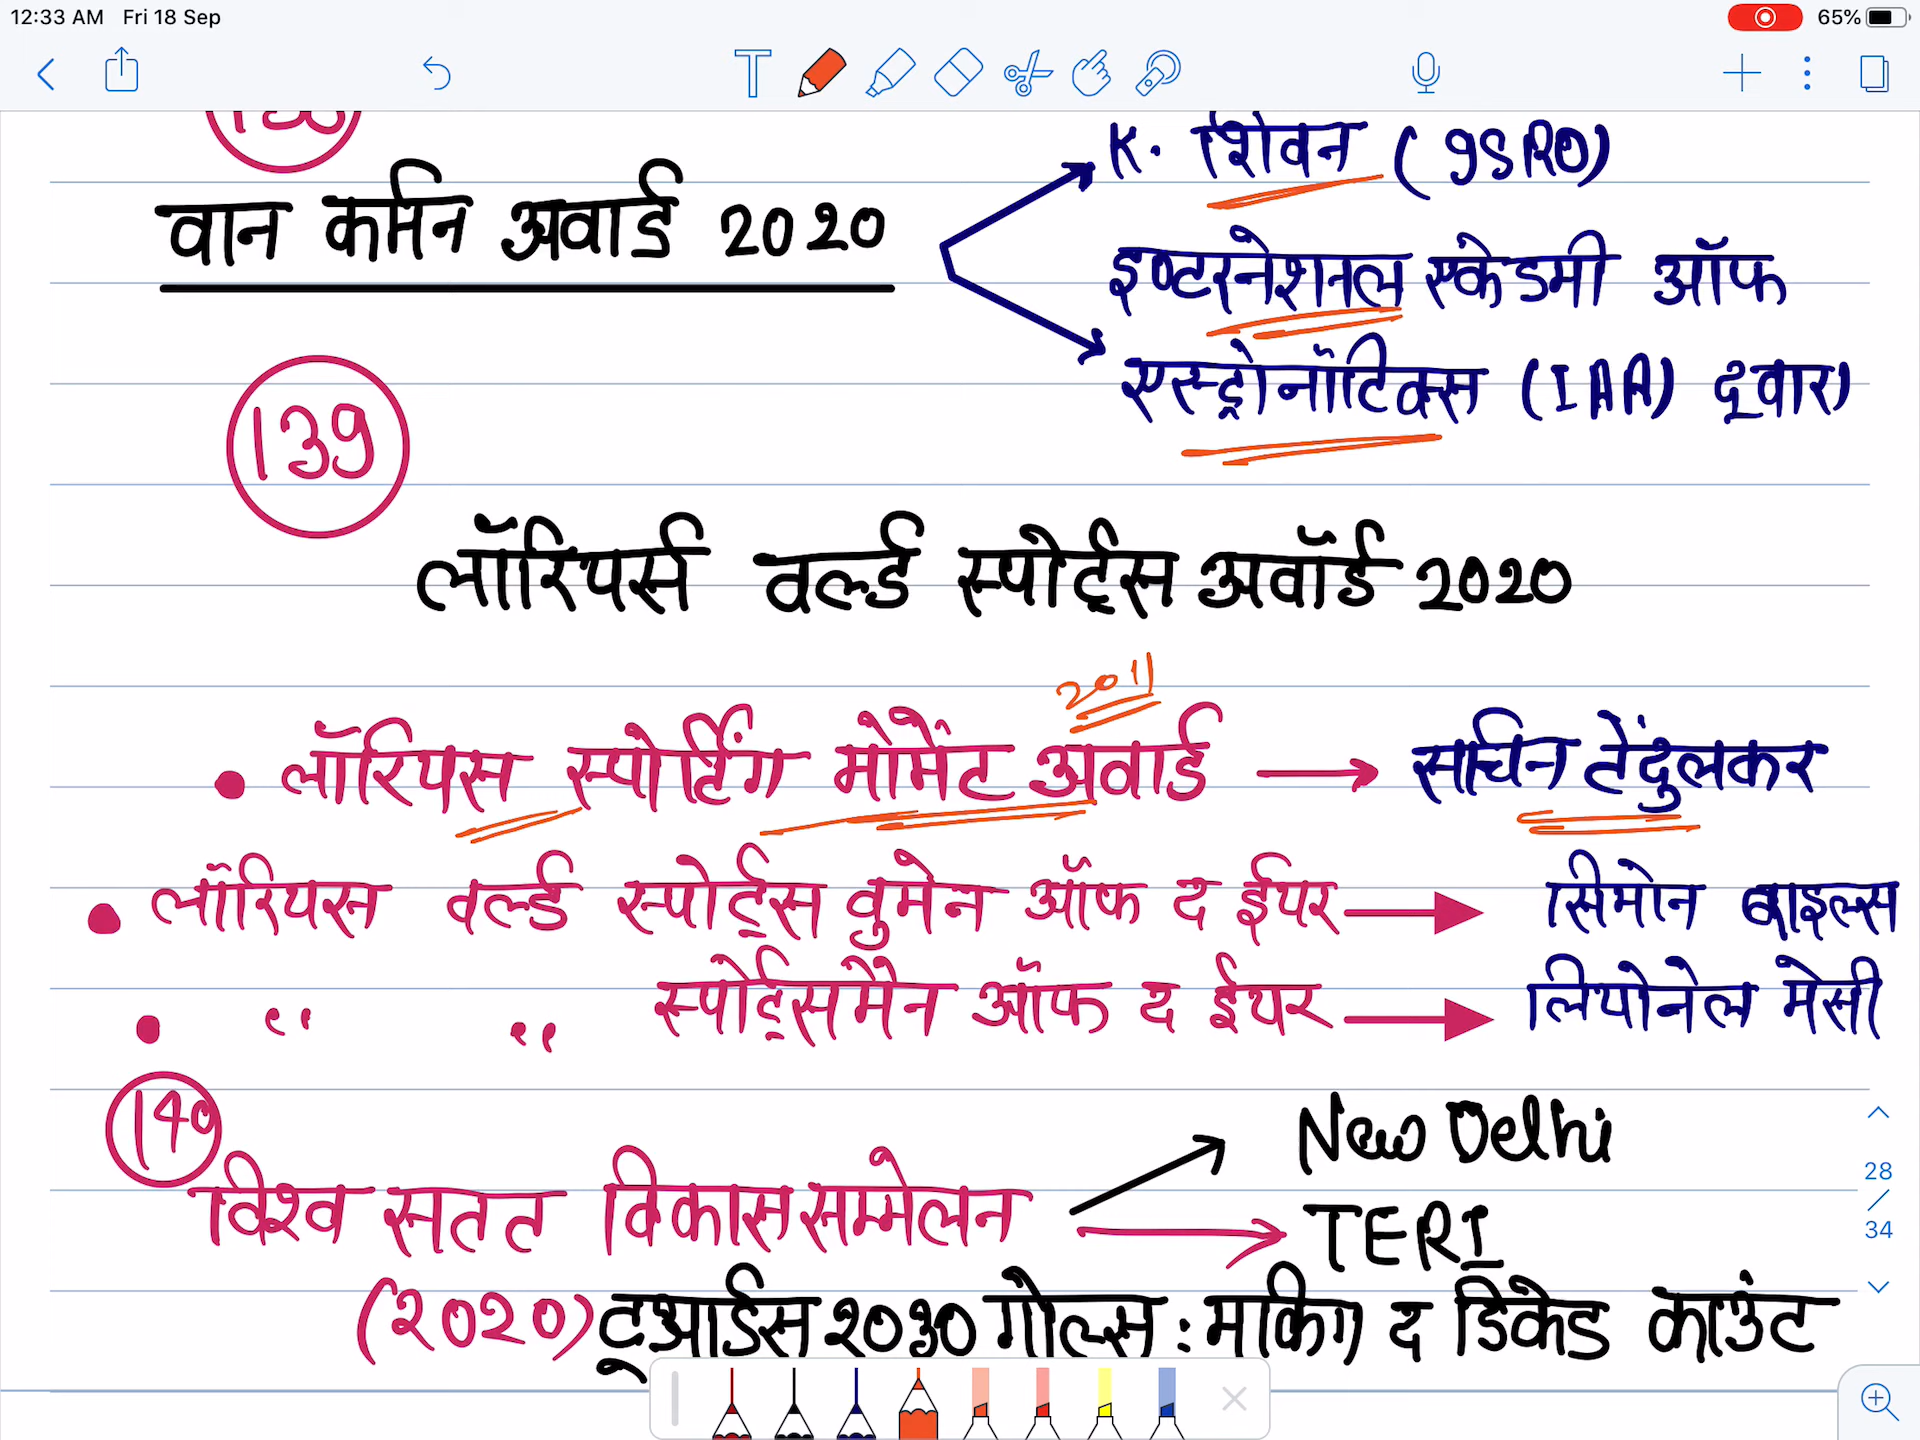 12:33 AM Fri 18 Sep
65%
K. शिवन (ISRO)
वान कर्मन अवार्ड 2020
इण्टरनेशनल एकेडमी ऑफ
एस्ट्रोनॉटिक्स (IAA) द्वारा
139
लॉरियर्स वर्ल्ड स्पोर्ट्स अवॉर्ड 2020
2011
• लॉरियस स्पोर्टिंग मोमेंट अवार्ड → सचिन तेंदुलकर
• लॉरियस वर्ल्ड स्पोर्ट्स वुमेन ऑफ द ईयर → सिमोन बाइल्स
• " " स्पोर्ट्समैन ऑफ द ईयर → लियोनेल मेसी
140
New Delhi
विश्व सतत विकास सम्मेलन → TERI
(2020) टूआर्डस 2030 गोल्स : मेकिंग द डिकेड काउंट
28
/
34